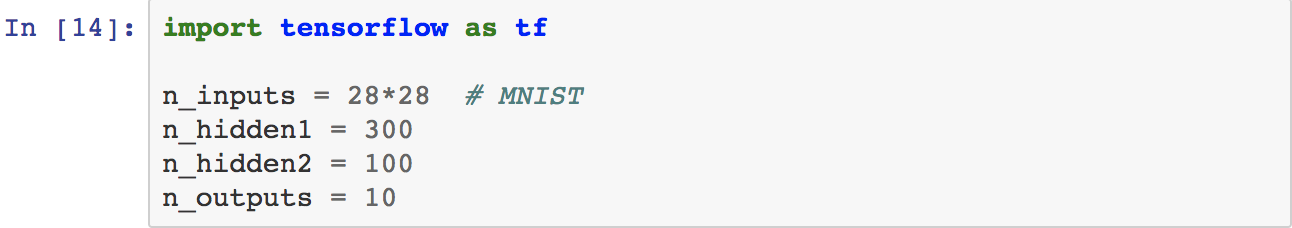 In [14]: import tensorflow as tf
n_inputs = 28*28  # MNIST
n_hidden1 = 300
n_hidden2 = 100
n_outputs = 10